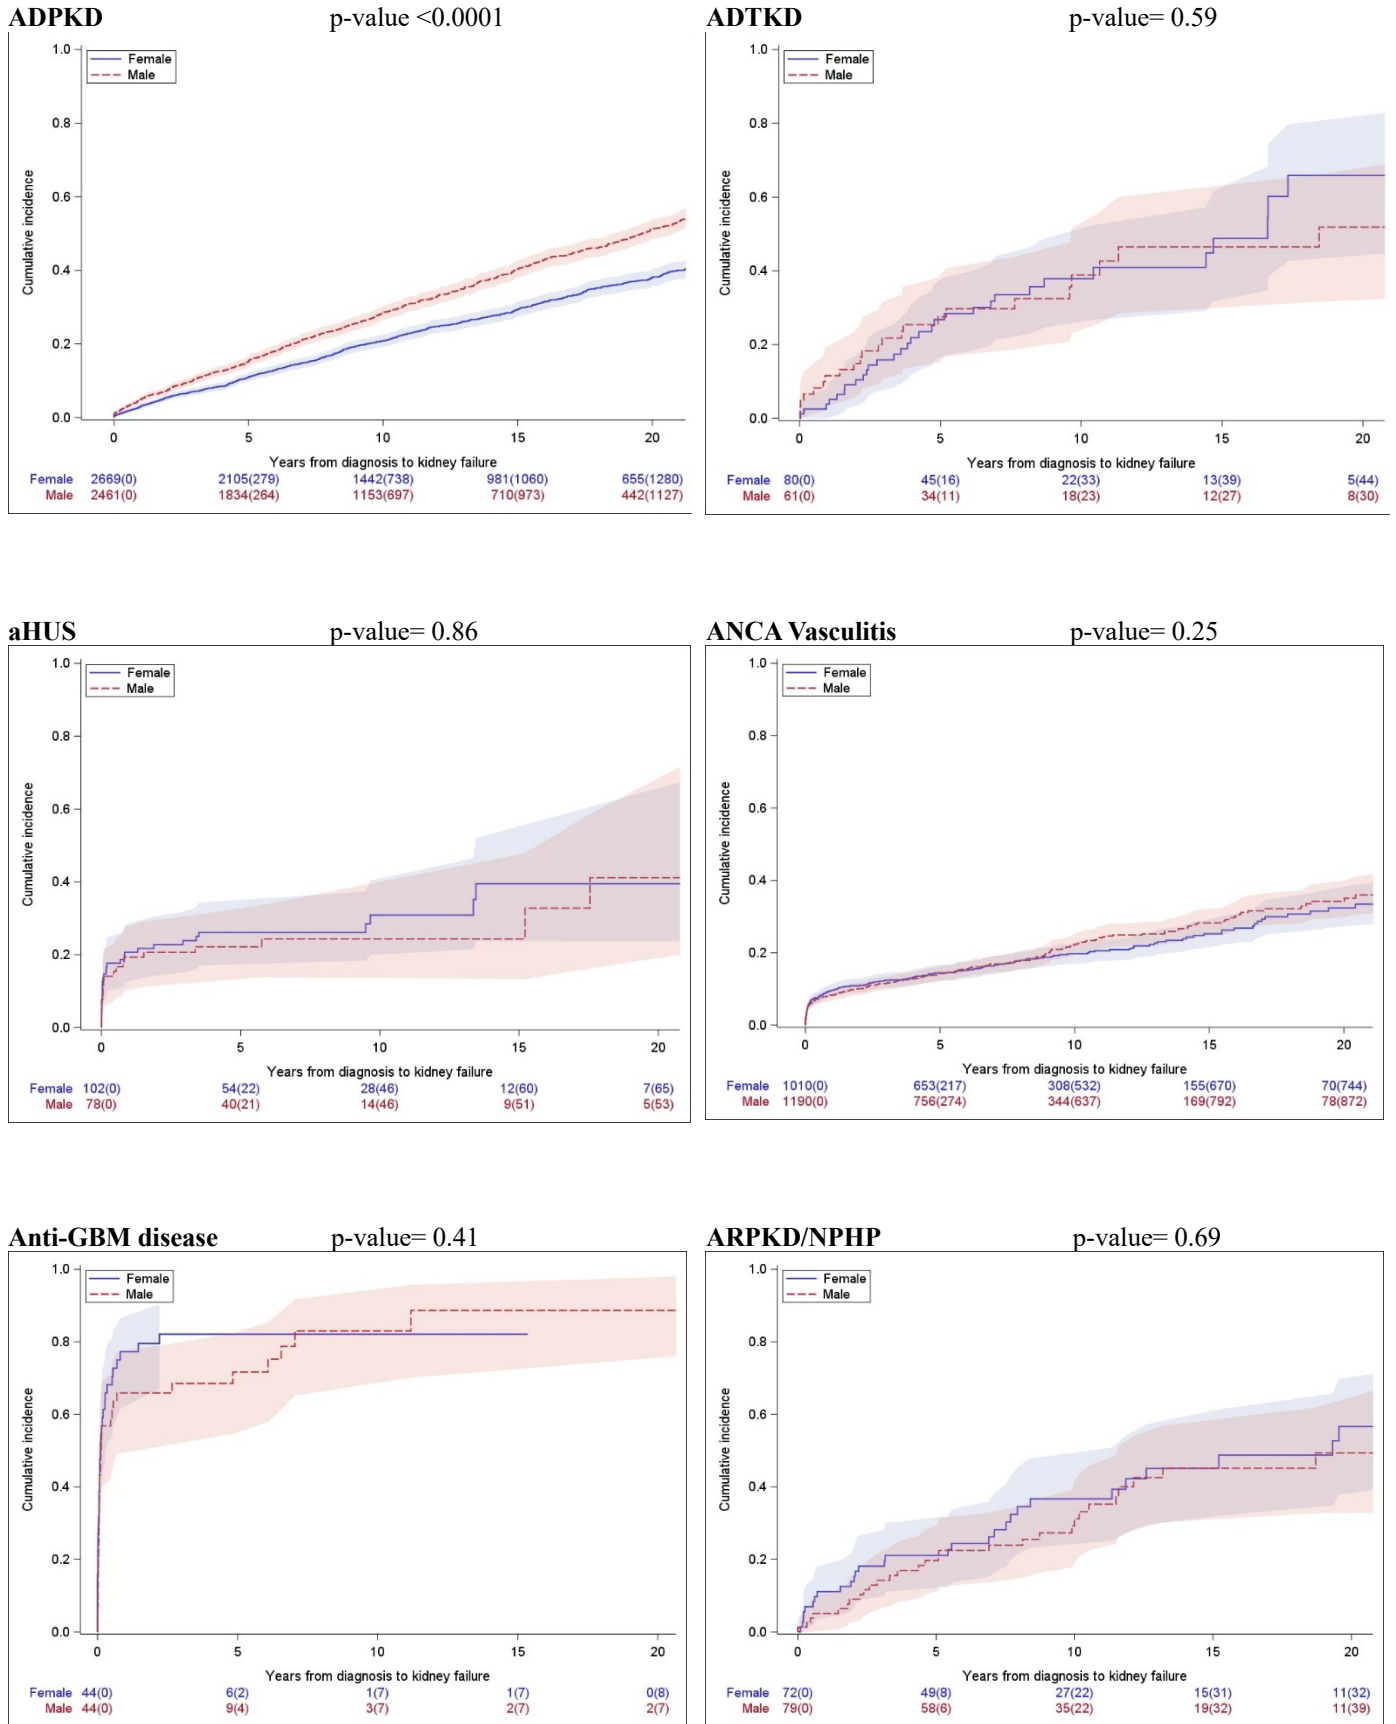 ADPKD p-value <0.0001
1.0
Female
Male
0.8
0.6
0.4
0.2
0.0
Cumulative incidence
0 5 10 15 20
Years from diagnosis to kidney failure
Female 2669(0) 2105(279) 1442(738) 981(1060) 655(1280)
Male 2461(0) 1834(264) 1153(697) 710(973) 442(1127)
ADTKD p-value= 0.59
1.0
Female
Male
0.8
0.6
0.4
0.2
0.0
Cumulative incidence
0 5 10 15 20
Years from diagnosis to kidney failure
Female 80(0) 45(16) 22(33) 13(39) 5(44)
Male 61(0) 34(11) 18(23) 12(27) 8(30)
aHUS p-value= 0.86
1.0
Female
Male
0.8
0.6
0.4
0.2
0.0
Cumulative incidence
0 5 10 15 20
Years from diagnosis to kidney failure
Female 102(0) 54(22) 28(46) 12(60) 7(65)
Male 78(0) 40(21) 14(46) 9(51) 5(53)
ANCA Vasculitis p-value= 0.25
1.0
Female
Male
0.8
0.6
0.4
0.2
0.0
Cumulative incidence
0 5 10 15 20
Years from diagnosis to kidney failure
Female 1010(0) 653(217) 308(532) 155(670) 70(744)
Male 1190(0) 756(274) 344(637) 169(792) 78(872)
Anti-GBM disease p-value= 0.41
1.0
Female
Male
0.8
0.6
0.4
0.2
0.0
Cumulative incidence
0 5 10 15 20
Years from diagnosis to kidney failure
Female 44(0) 6(2) 1(7) 1(7) 0(8)
Male 44(0) 9(4) 3(7) 2(7) 2(7)
ARPKD/NPHP p-value= 0.69
1.0
Female
Male
0.8
0.6
0.4
0.2
0.0
Cumulative incidence
0 5 10 15 20
Years from diagnosis to kidney failure
Female 72(0) 49(8) 27(22) 15(31) 11(32)
Male 79(0) 58(6) 35(22) 19(32) 11(39)